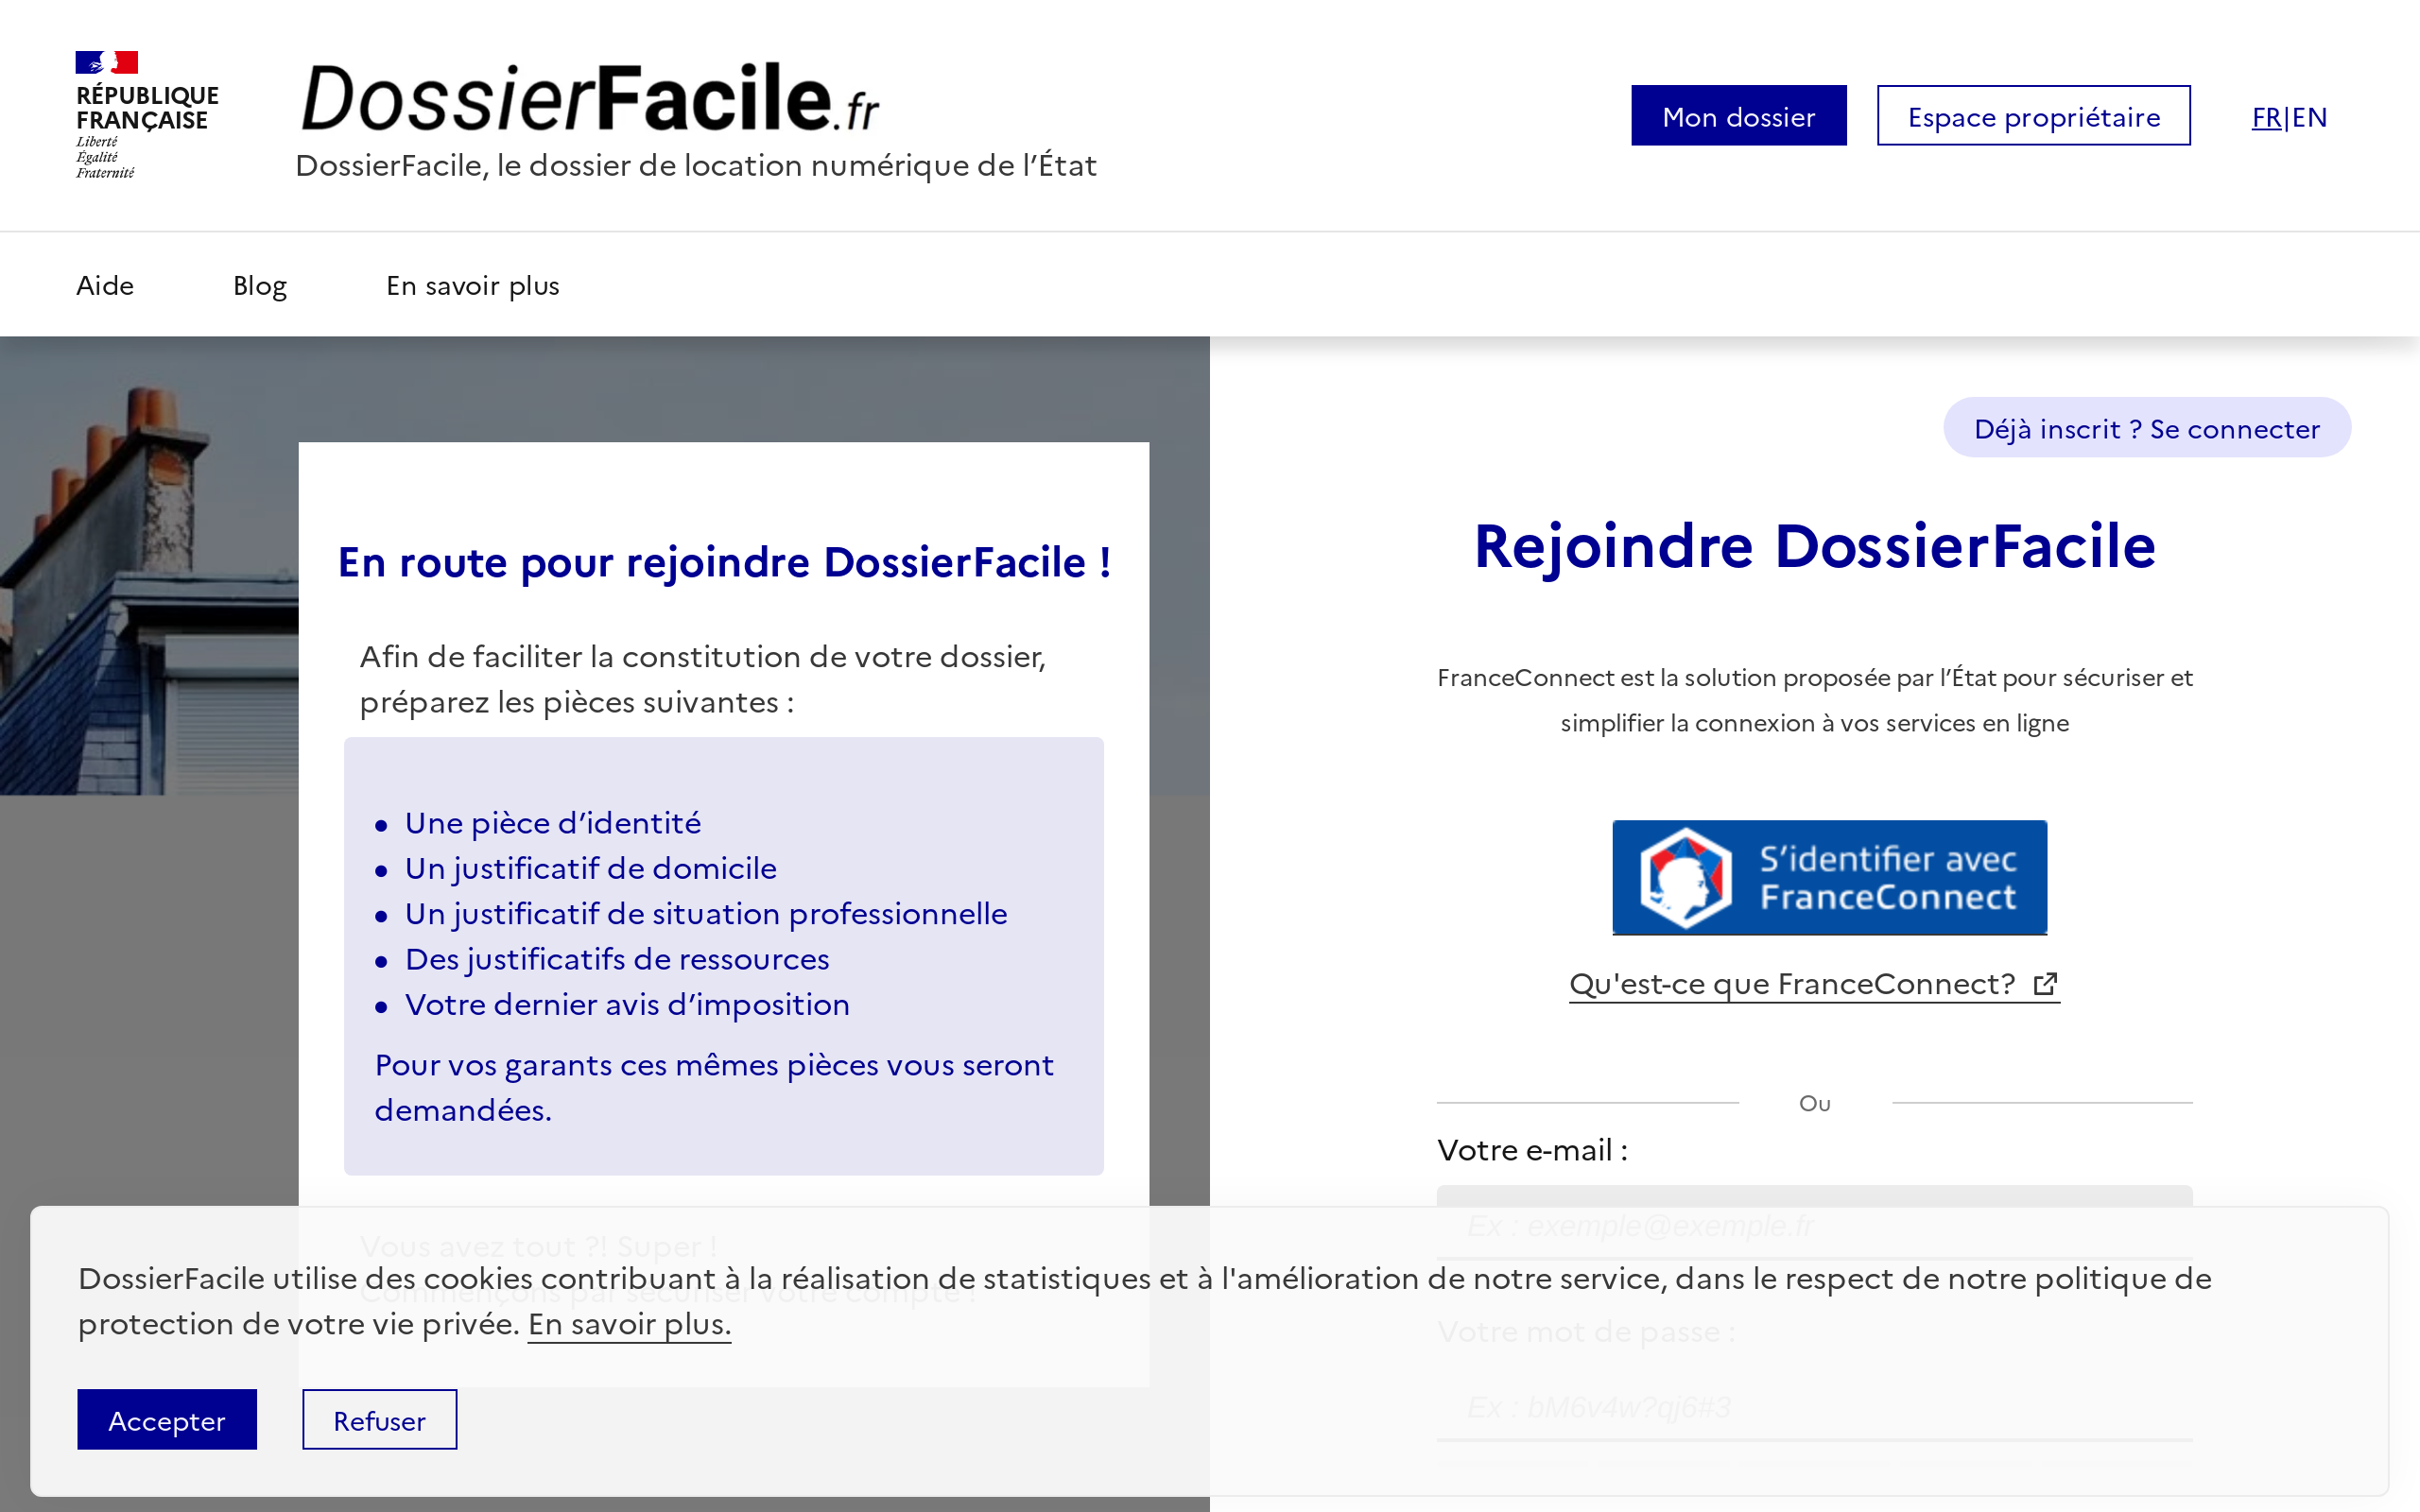 RÉPUBLIQUE
FRANÇAISE
Liberté
Égalité
Fraternité
DossierFacile.fr
DossierFacile, le dossier de location numérique de l’État
Mon dossier
Espace propriétaire
FR|EN
Aide
Blog
En savoir plus
En route pour rejoindre DossierFacile !
Afin de faciliter la constitution de votre dossier,
préparez les pièces suivantes :
• Une pièce d’identité
• Un justificatif de domicile
• Un justificatif de situation professionnelle
• Des justificatifs de ressources
• Votre dernier avis d’imposition
Pour vos garants ces mêmes pièces vous seront
demandées.
Vous avez tout ?! Super !
Commençons par sécuriser votre compte !
Déjà inscrit ? Se connecter
Rejoindre DossierFacile
FranceConnect est la solution proposée par l’État pour sécuriser et
simplifier la connexion à vos services en ligne
S’identifier avec
FranceConnect
Qu'est-ce que FranceConnect?
Ou
Votre e-mail :
Ex : exemple@exemple.fr
Votre mot de passe :
Ex : bM6v4w?qj6#3
DossierFacile utilise des cookies contribuant à la réalisation de statistiques et à l'amélioration de notre service, dans le respect de notre politique de
protection de votre vie privée. En savoir plus.
Accepter
Refuser